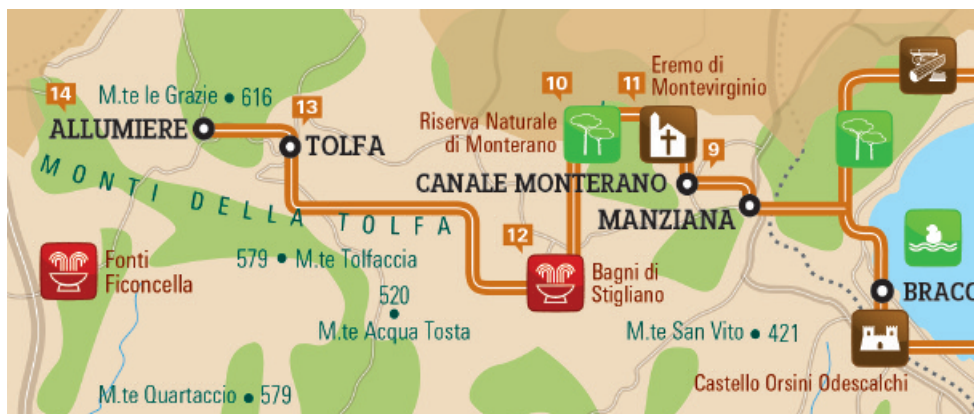 14
M.te le Grazie • 616
ALLUMIERE
13
TOLFA
10
11
Eremo di
Montevirginio
Riserva Naturale
di Monterano
9
CANALE MONTERANO
MANZIANA
MONTI DELLA TOLFA
12
Fonti
Ficoncella
579 • M.te Tolfaccia
520
M.te Acqua Tosta
Bagni di
Stigliano
BRACC
M.te San Vito • 421
Castello Orsini Odescalchi
M.te Quartaccio • 579